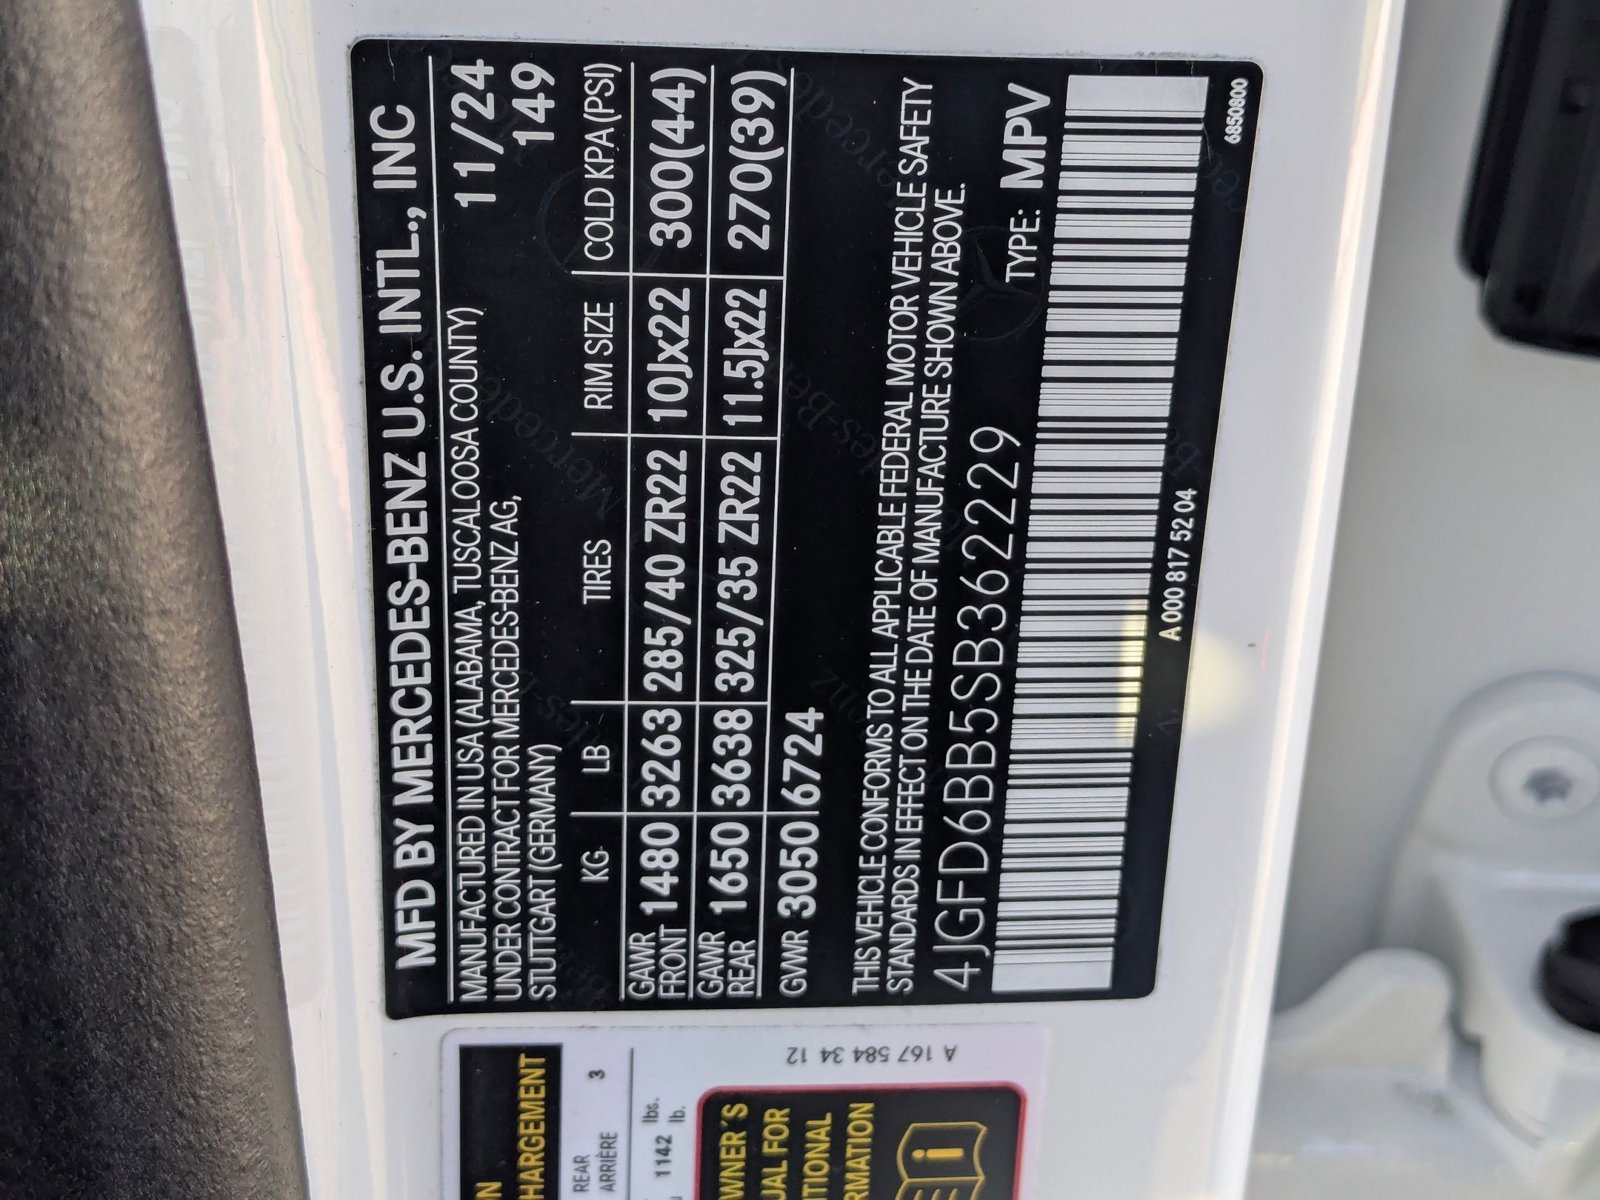 MFD BY MERCEDES-BENZ U.S. INTL., INC
MANUFACTURED IN USA (ALABAMA, TUSCALOOSA COUNTY) 11/24
UNDER CONTRACT FOR MERCEDES-BENZ AG, 149
STUTTGART (GERMANY)
KG LB TIRES RIM SIZE COLD KPA (PSI)
GAWR FRONT 1480 3263 285/40 ZR22 10Jx22 300(44)
GAWR REAR 1650 3638 325/35 ZR22 11.5Jx22 270(39)
GVWR 3050 6724
THIS VEHICLE CONFORMS TO ALL APPLICABLE FEDERAL MOTOR VEHICLE SAFETY
STANDARDS IN EFFECT ON THE DATE OF MANUFACTURE SHOWN ABOVE.
4JGFD6BB5SB362229 TYPE: MPV
A 000 817 52 04
6850800
CHARGEMENT
REAR
ARRIÈRE 3
1142 lbs.
lb.
A 167 584 34 12
WNER'S
UAL FOR
ITIONAL
RMATION
i